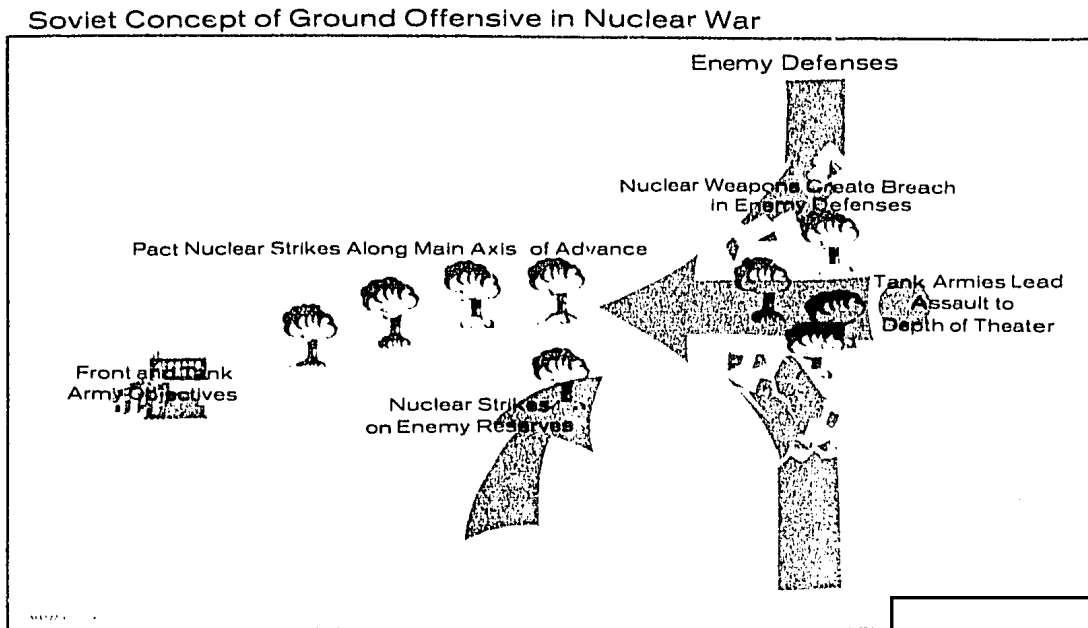 Soviet Concept of Ground Offensive in Nuclear War
Enemy Defenses
Nuclear Weapons Create Breach
in Enemy Defenses
Pact Nuclear Strikes Along Main Axis of Advance
Tank Armies Lead
Assault to
Depth of Theater
Front and Tank
Army Objectives
Nuclear Strikes
on Enemy Reserves